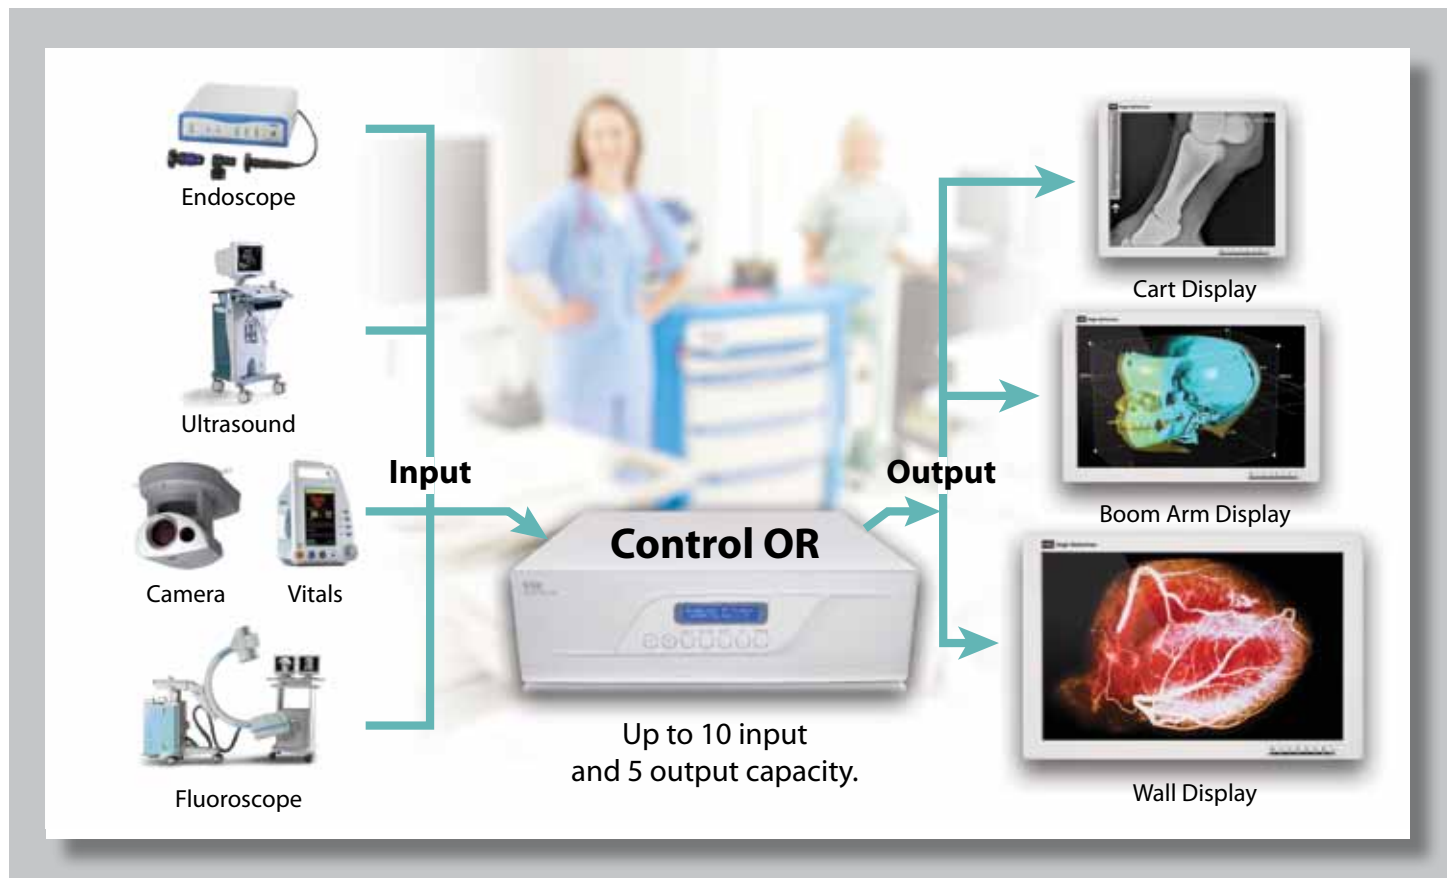 Endoscope
Ultrasound
Camera
Vitals
Fluoroscope
Input
Control OR
Up to 10 input
and 5 output capacity.
Output
Cart Display
Boom Arm Display
Wall Display